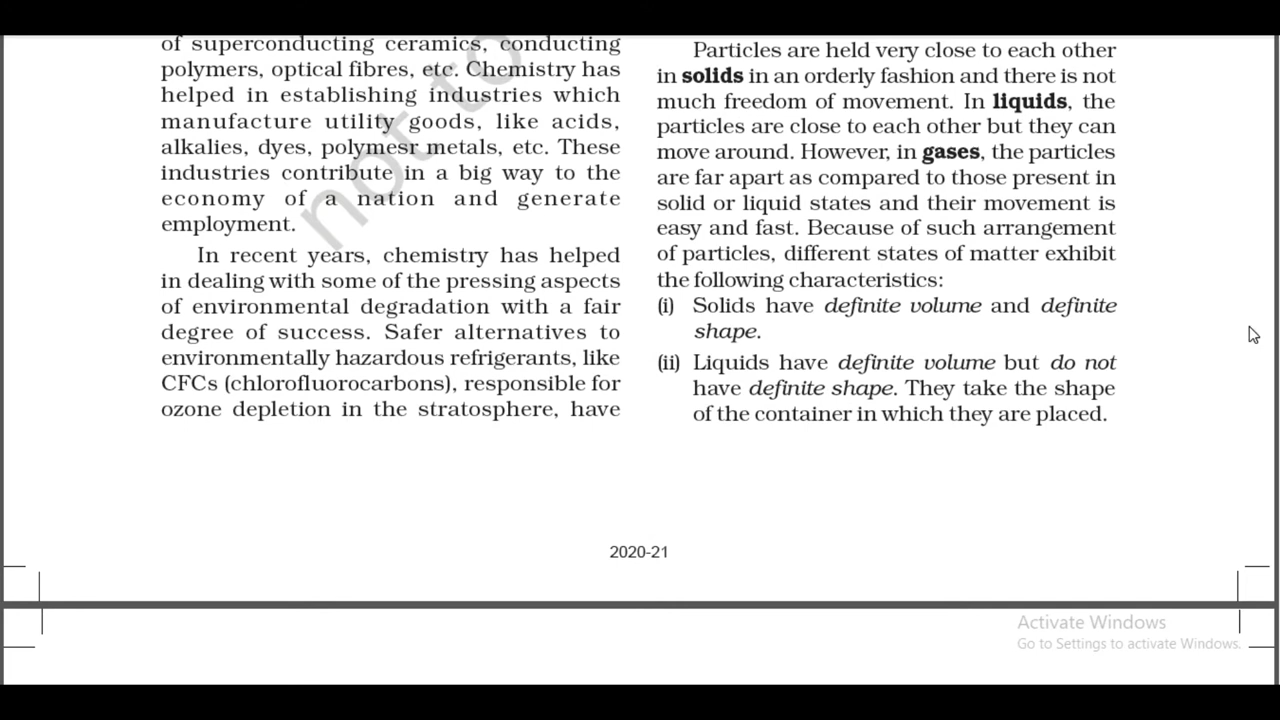 of superconducting ceramics, conducting
polymers, optical fibres, etc. Chemistry has
helped in establishing industries which
manufacture utility goods, like acids,
alkalies, dyes, polymesr metals, etc. These
industries contribute in a big way to the
economy of a nation and generate
employment.
In recent years, chemistry has helped
in dealing with some of the pressing aspects
of environmental degradation with a fair
degree of success. Safer alternatives to
environmentally hazardous refrigerants, like
CFCs (chlorofluorocarbons), responsible for
ozone depletion in the stratosphere, have
not to
Particles are held very close to each other
in solids in an orderly fashion and there is not
much freedom of movement. In liquids, the
particles are close to each other but they can
move around. However, in gases, the particles
are far apart as compared to those present in
solid or liquid states and their movement is
easy and fast. Because of such arrangement
of particles, different states of matter exhibit
the following characteristics:
(i) Solids have definite volume and definite
shape.
(ii) Liquids have definite volume but do not
have definite shape. They take the shape
of the container in which they are placed.
2020-21
Activate Windows
Go to Settings to activate Windows.